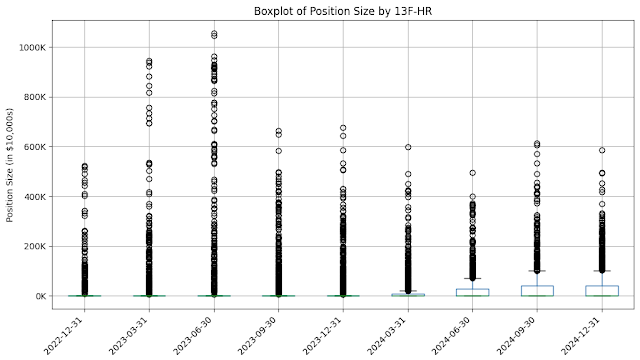 Boxplot of Position Size by 13F-HR
1000K
800K
600K
400K
200K
0K
Position Size (in $10,000s)
2022-12-31
2023-03-31
2023-06-30
2023-09-30
2023-12-31
2024-03-31
2024-06-30
2024-09-30
2024-12-31